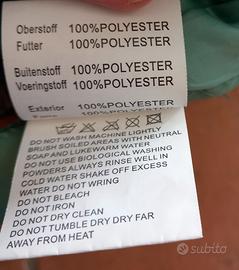 Oberstoff 100%POLYESTER
Futter 100%POLYESTER
Buitenstoff 100%POLYESTER
Voeringstoff 100%POLYESTER
Exterior 100%POLYESTER
DO NOT WASH MACHINE LIGHTLY
BRUSH SOILED AREAS WITH NEUTRAL
SOAP AND LUKEWARM WATER
DO NOT USE BIOLOGICAL WASHING
POWDERS ALWAYS RINSE WELL IN
COLD WATER SHAKE OFF EXCESS
WATER DO NOT WRING
DO NOT BLEACH
DO NOT IRON
DO NOT DRY CLEAN
DO NOT TUMBLE DRY DRY FAR
AWAY FROM HEAT
subito